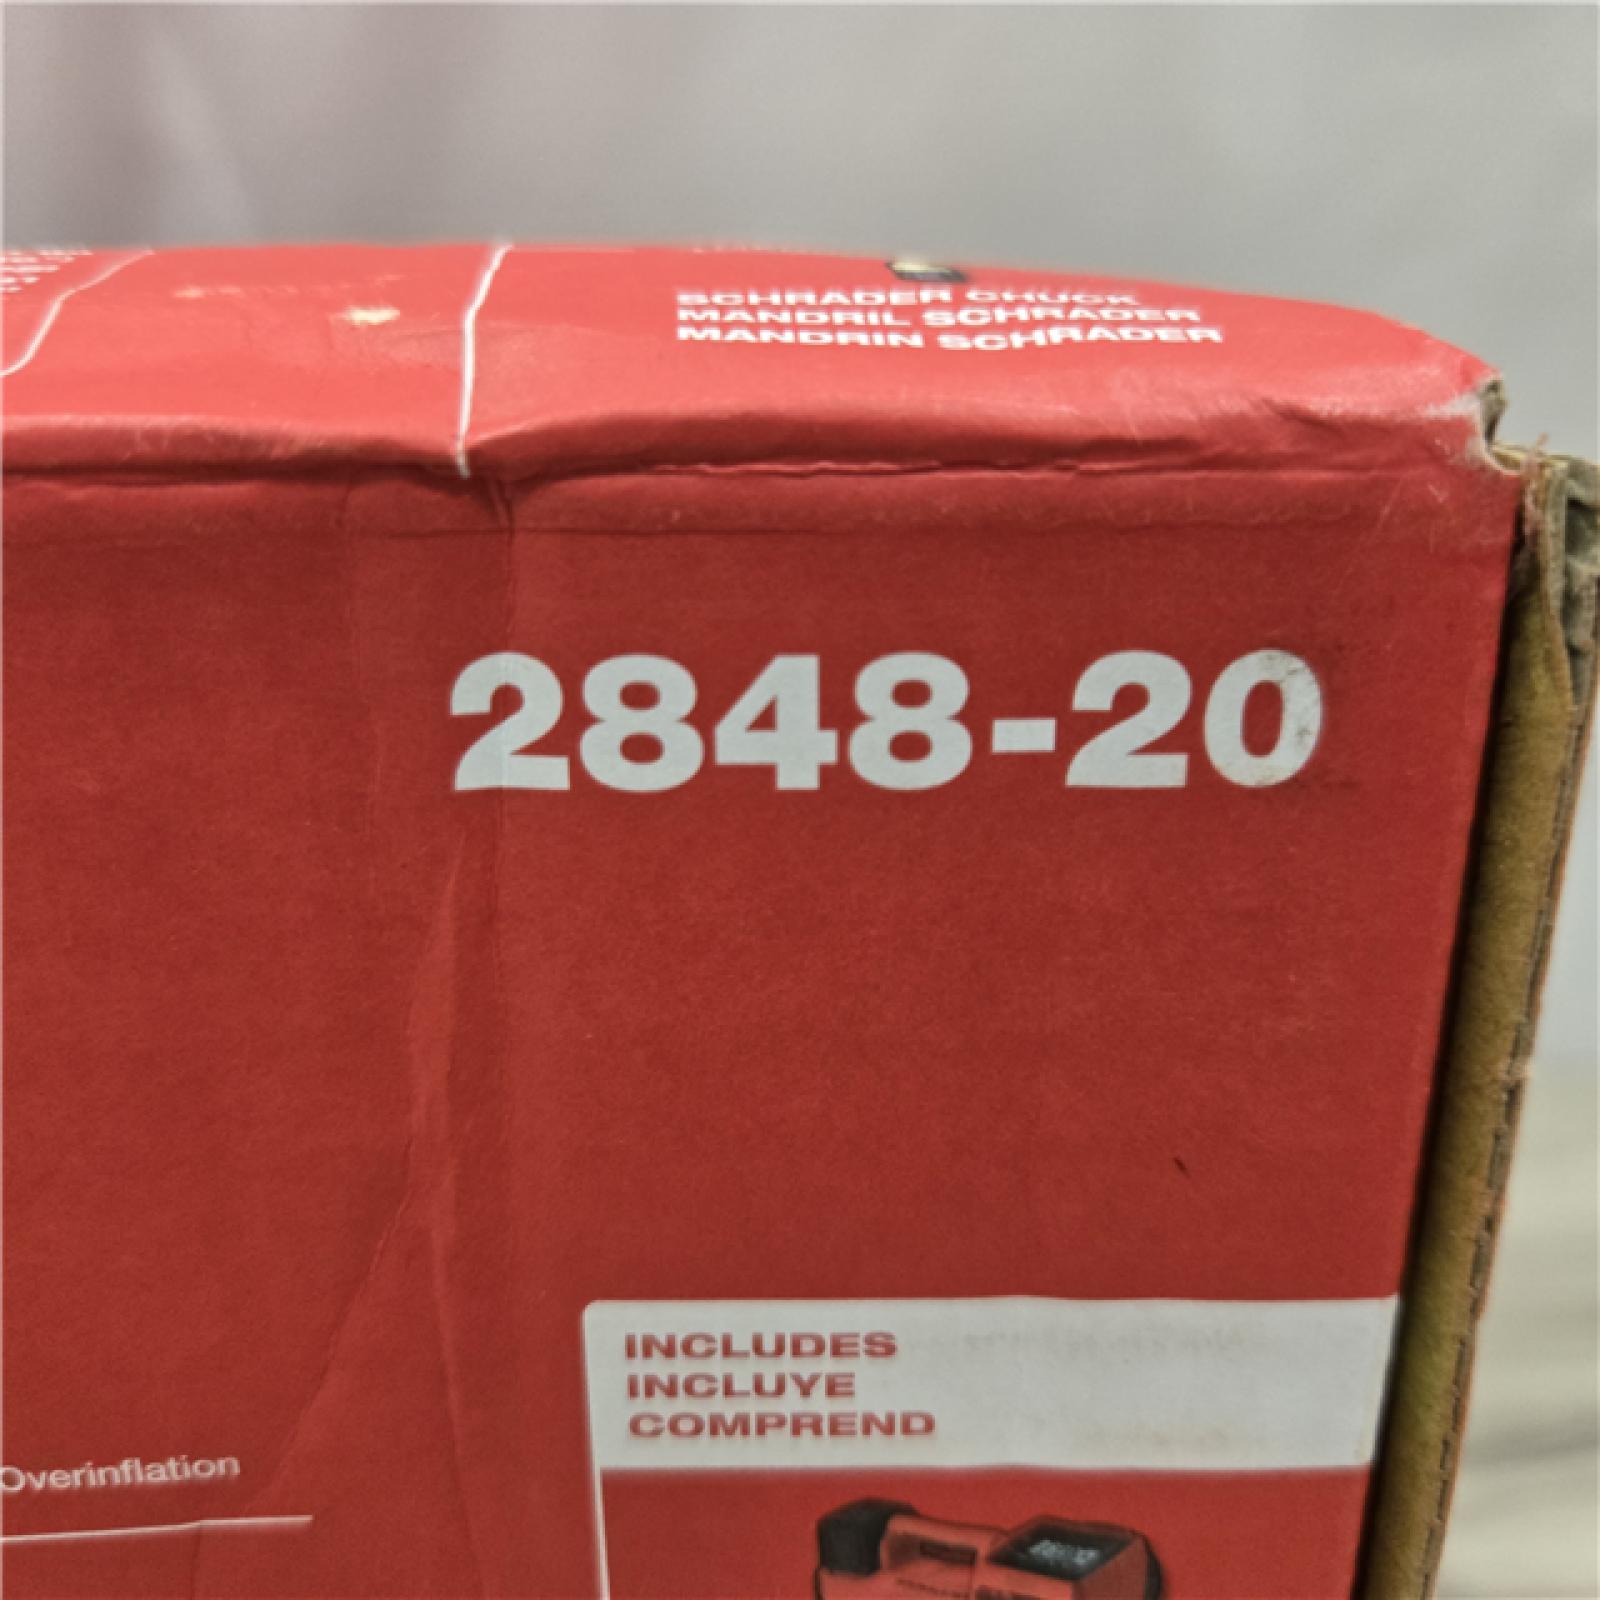 SCHRADER CHUCK
MANDRIL SCHRADER
MANDRIN SCHRADER
2848-20
INCLUDES
INCLUYE
COMPREND
Overinflation